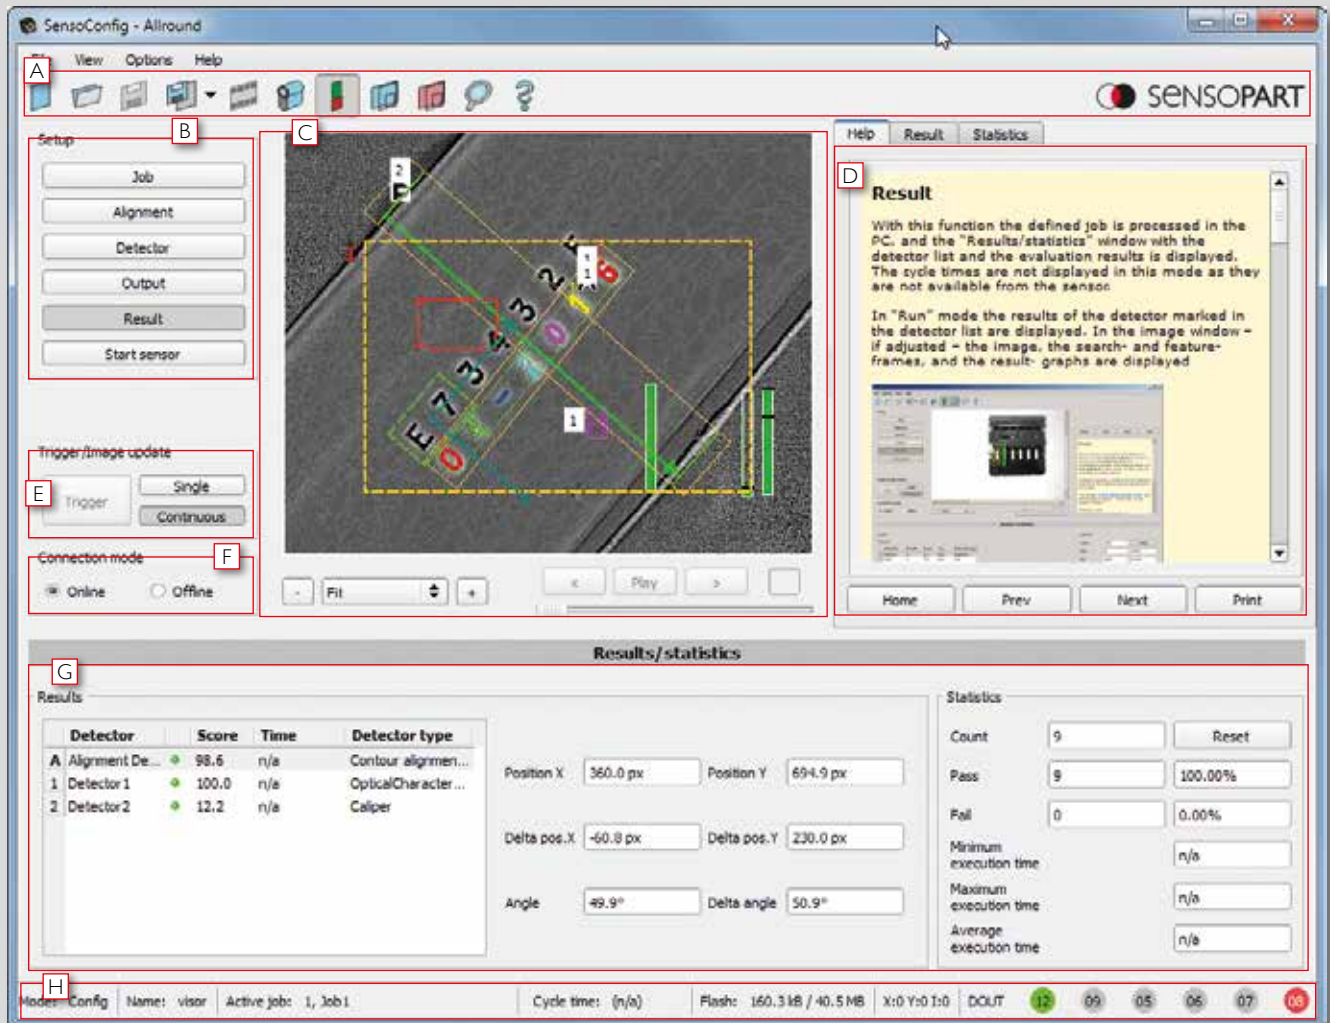 SensoConfig - Allround
View Options Help
A
SENSOPART
B
Setup
Job
Alignment
Detector
Output
Result
Start sensor
C
2
1
1
1
E 7 3 4 3 2
Help Result Statistics
D
Result
With this function the defined job is processed in the
PC, and the "Results/statistics" window with the
detector list and the evaluation results is displayed.
The cycle times are not displayed in this mode as they
are not available from the sensor
In "Run" mode the results of the detector marked in
the detector list are displayed. In the image window –
if adjusted – the image, the search- and feature-
frames, and the result- graphs are displayed
Home Prev Next Print
Trigger/Image update
E
Trigger
Single
Continuous
Connection mode
F
Online Offline
- Fit +
< Play >
Results/statistics
G
Results
Detector Score Time Detector type
A Alignment De... 98.6 n/a Contour alignmen...
1 Detector1 100.0 n/a OpticalCharacter...
2 Detector2 12.2 n/a Caliper
Position X 360.0 px Position Y 694.9 px
Delta pos.X -60.8 px Delta pos.Y 230.0 px
Angle 49.9° Delta angle 50.9°
Statistics
Count 9 Reset
Pass 9 100.00%
Fail 0 0.00%
Minimum
execution time n/a
Maximum
execution time n/a
Average
execution time n/a
H
Mode: Config Name: visor Active job: 1, Job1 Cycle time: (n/a) Flash: 160.3 kB / 40.5 MB X:0 Y:0 I:0 DOUT 12 09 05 06 07 08